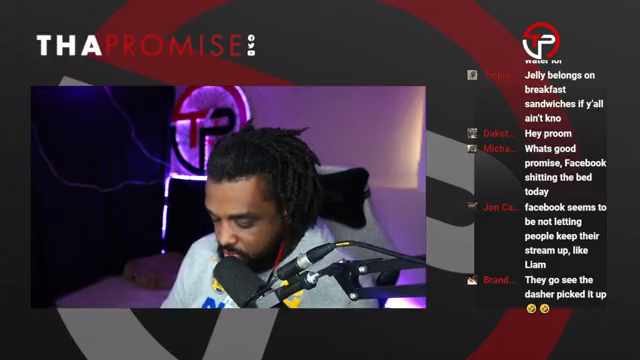 THAPROMISE
TP
TP
Trebro
Jelly belongs on
breakfast
sandwiches if y'all
ain't kno
Dakot...
Hey proom
Micha...
Whats good
promise, Facebook
shitting the bed
today
Jon Ca...
facebook seems to
be not letting
people keep their
stream up, like
Liam
Brand...
They go see the
dasher picked it up